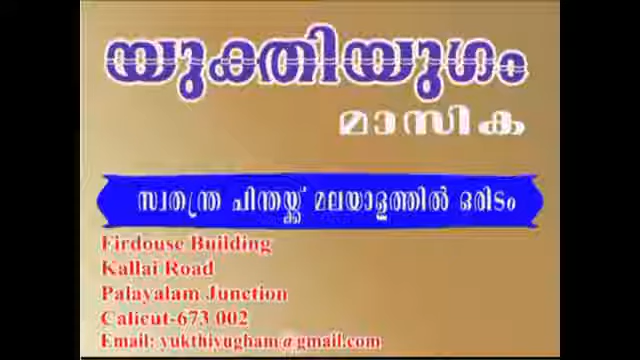 യുക്തിയുഗം
മാസിക
സ്വതന്ത്ര ചിന്തയ്ക്ക് മലയാളത്തിൽ ഒരിടം
Firdouse Building
Kallai Road
Palayalam Junction
Calicut-673 002
Email: yukthiyugham@gmail.com